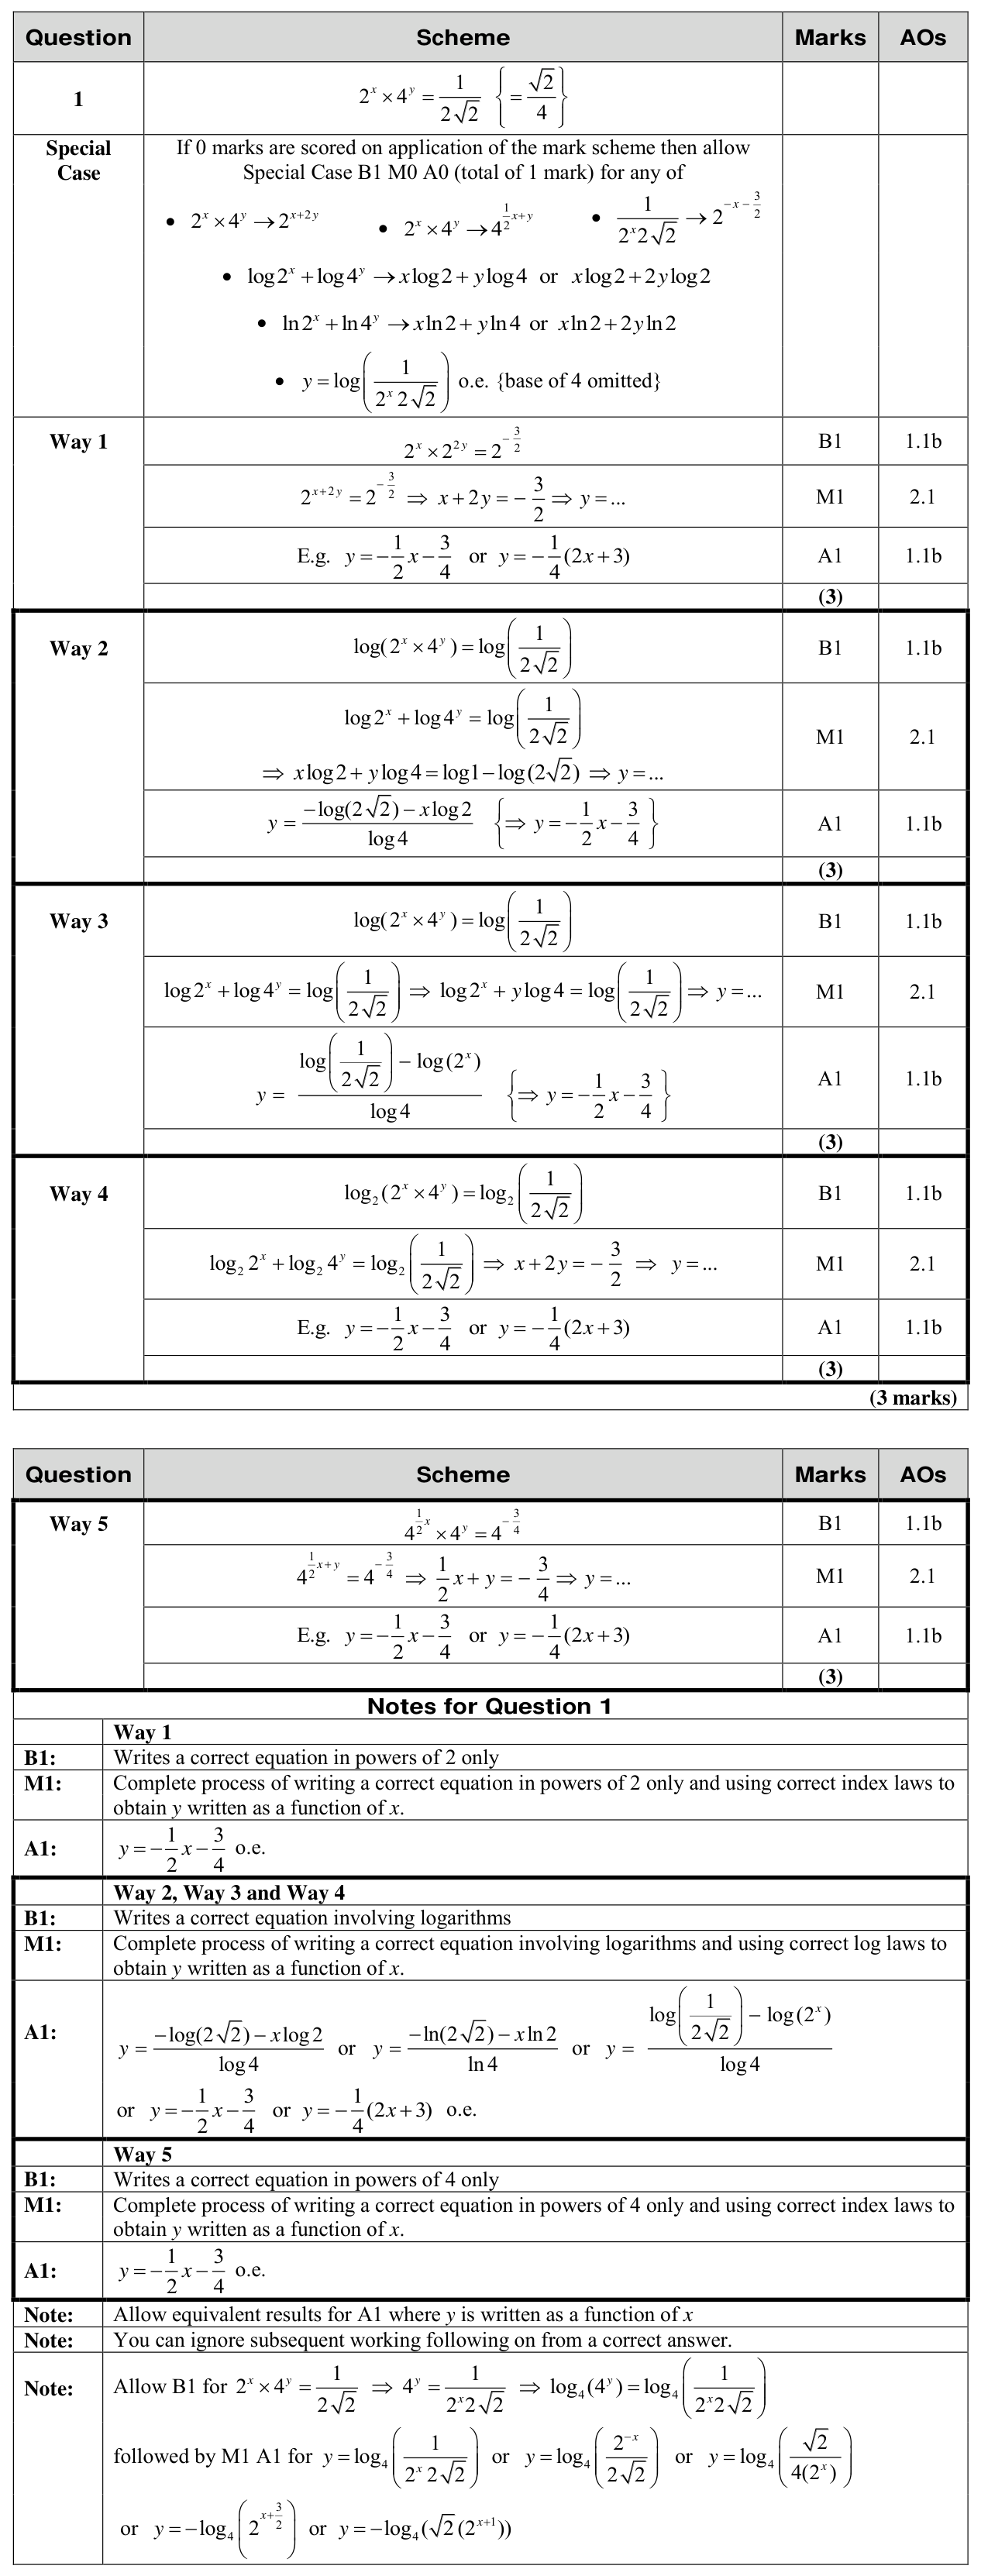 Question Scheme Marks AOs
1 2^x × 4^y = 1/(2√2) { = √2/4 }
Special Case If 0 marks are scored on application of the mark scheme then allow
Special Case B1 M0 A0 (total of 1 mark) for any of
• 2^x × 4^y → 2^(x+2y) • 2^x × 4^y → 4^(1/2 x+y) • 1/(2^x 2√2) → 2^(−x−3/2)
• log 2^x + log 4^y → x log 2 + y log 4 or x log 2 + 2y log 2
• ln 2^x + ln 4^y → x ln 2 + y ln 4 or x ln 2 + 2y ln 2
• y = log(1/(2^x 2√2)) o.e. {base of 4 omitted}
Way 1 2^x × 2^(2y) = 2^(−3/2) B1 1.1b
2^(x+2y) = 2^(−3/2) ⇒ x + 2y = −3/2 ⇒ y = ... M1 2.1
E.g. y = −1/2 x − 3/4 or y = −1/4 (2x + 3) A1 1.1b
(3)
Way 2 log(2^x × 4^y) = log(1/(2√2)) B1 1.1b
log 2^x + log 4^y = log(1/(2√2)) M1 2.1
⇒ x log 2 + y log 4 = log 1 − log(2√2) ⇒ y = ...
y = (−log(2√2) − x log 2)/(log 4) {⇒ y = −1/2 x − 3/4} A1 1.1b
(3)
Way 3 log(2^x × 4^y) = log(1/(2√2)) B1 1.1b
log 2^x + log 4^y = log(1/(2√2)) ⇒ log 2^x + y log 4 = log(1/(2√2)) ⇒ y = ... M1 2.1
y = (log(1/(2√2)) − log(2^x))/(log 4) {⇒ y = −1/2 x − 3/4} A1 1.1b
(3)
Way 4 log₂(2^x × 4^y) = log₂(1/(2√2)) B1 1.1b
log₂ 2^x + log₂ 4^y = log₂(1/(2√2)) ⇒ x + 2y = −3/2 ⇒ y = ... M1 2.1
E.g. y = −1/2 x − 3/4 or y = −1/4 (2x + 3) A1 1.1b
(3)
(3 marks)
Question Scheme Marks AOs
Way 5 4^(1/2 x) × 4^y = 4^(−3/4) B1 1.1b
4^(1/2 x+y) = 4^(−3/4) ⇒ 1/2 x + y = −3/4 ⇒ y = ... M1 2.1
E.g. y = −1/2 x − 3/4 or y = −1/4 (2x + 3) A1 1.1b
(3)
Notes for Question 1
Way 1
B1: Writes a correct equation in powers of 2 only
M1: Complete process of writing a correct equation in powers of 2 only and using correct index laws to
obtain y written as a function of x.
A1: y = −1/2 x − 3/4 o.e.
Way 2, Way 3 and Way 4
B1: Writes a correct equation involving logarithms
M1: Complete process of writing a correct equation involving logarithms and using correct log laws to
obtain y written as a function of x.
A1: y = (−log(2√2) − x log 2)/(log 4) or y = (−ln(2√2) − x ln 2)/(ln 4) or y = (log(1/(2√2)) − log(2^x))/(log 4)
or y = −1/2 x − 3/4 or y = −1/4 (2x + 3) o.e.
Way 5
B1: Writes a correct equation in powers of 4 only
M1: Complete process of writing a correct equation in powers of 4 only and using correct index laws to
obtain y written as a function of x.
A1: y = −1/2 x − 3/4 o.e.
Note: Allow equivalent results for A1 where y is written as a function of x
Note: You can ignore subsequent working following on from a correct answer.
Note: Allow B1 for 2^x × 4^y = 1/(2√2) ⇒ 4^y = 1/(2^x 2√2) ⇒ log₄(4^y) = log₄(1/(2^x 2√2))
followed by M1 A1 for y = log₄(1/(2^x 2√2)) or y = log₄(2^(−x)/(2√2)) or y = log₄(√2/(4(2^x)))
or y = −log₄(2^(x+3/2)) or y = −log₄(√2(2^(x+1)))